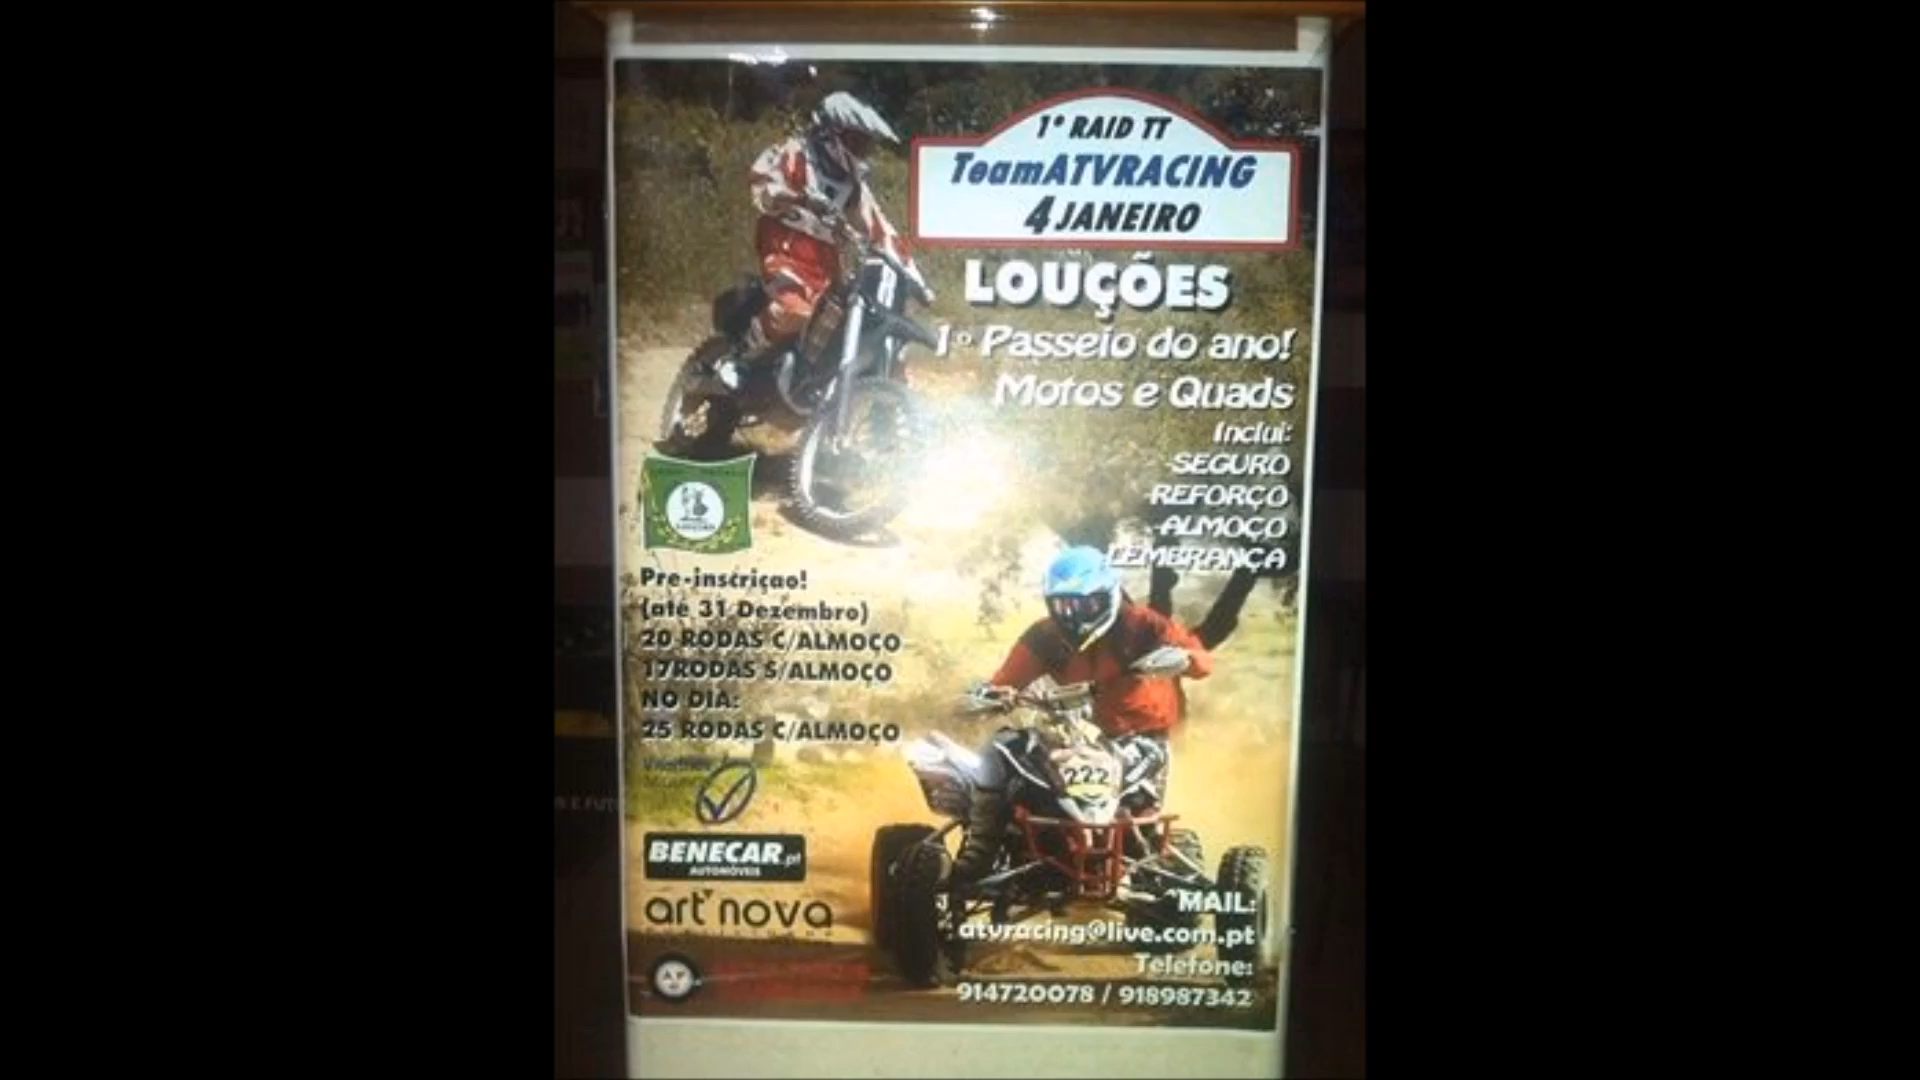 1º RAID TT
TeamATVRACING
4 JANEIRO
LOUÇÕES
1º Passeio do ano!
Motos e Quads
Inclui:
SEGURO
REFORÇO
ALMOÇO
LEMBRANÇA
Pre-inscriçao!
(até 31 Dezembro)
20 RODAS C/ALMOÇO
17RODAS S/ALMOÇO
NO DIA:
25 RODAS C/ALMOÇO
222
BENECAR.pt
AUTOMÓVEIS
art'nova
MAIL:
atvracing@live.com.pt
Telefone:
914720078 / 918987342